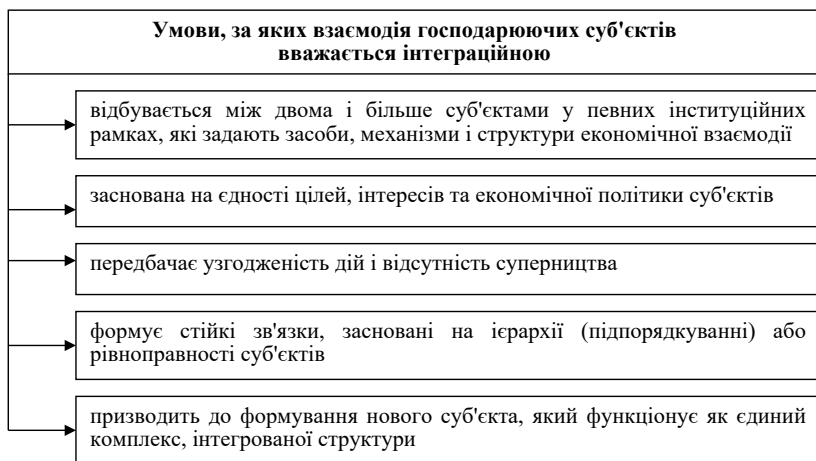 Умови, за яких взаємодія господарюючих суб'єктів
вважається інтеграційною
відбувається між двома і більше суб'єктами у певних інституційних
рамках, які задають засоби, механізми і структури економічної взаємодії
заснована на єдності цілей, інтересів та економічної політики суб'єктів
передбачає узгодженість дій і відсутність суперництва
формує стійкі зв'язки, засновані на ієрархії (підпорядкуванні) або
рівноправності суб'єктів
призводить до формування нового суб'єкта, який функціонує як єдиний
комплекс, інтегрованої структури